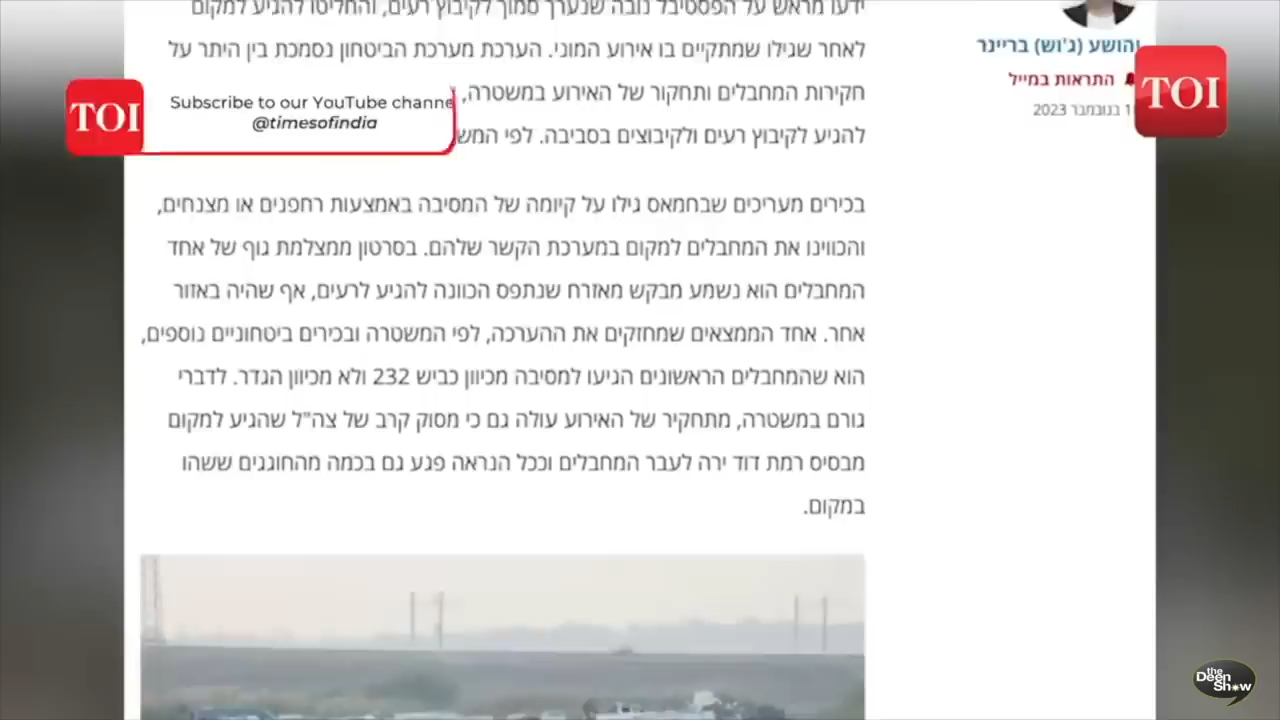 ידעו מראש על הפסטיבל נובה שנערך סמוך לקיבוץ רעים, והחליטו להגיע למקום
לאחר שגילו שמתקיים בו אירוע המוני. הערכת מערכת הביטחון נסמכת בין היתר על
חקירות המחבלים ותחקור של האירוע במשטרה,
להגיע לקיבוץ רעים ולקיבוצים בסביבה. לפי
בכירים מעריכים שבחמאס גילו על קיומה של המסיבה באמצעות רחפנים או מצנחים,
והכווינו את המחבלים למקום במערכת הקשר שלהם. בסרטון ממצלמת גוף של אחד
המחבלים הוא נשמע מבקש מאזרח שנתפס הכוונה להגיע לרעים, אף שהיה באזור
אחר. אחד הממצאים שמחזקים את ההערכה, לפי המשטרה ובכירים ביטחוניים נוספים,
הוא שהמחבלים הראשונים הגיעו למסיבה מכיוון כביש 232 ולא מכיוון הגדר. לדברי
גורם במשטרה, מתחקיר של האירוע עולה גם כי מסוק קרב של צה"ל שהגיע למקום
מבסיס רמת דוד ירה לעבר המחבלים וככל הנראה פגע גם בכמה מהחוגגים ששהו
במקום.
יהושע (ג'וש) בריינר
התראות במייל
בנובמבר 2023
TOI
Subscribe to our YouTube channe
@timesofindia
TOI
the
Deen
Show